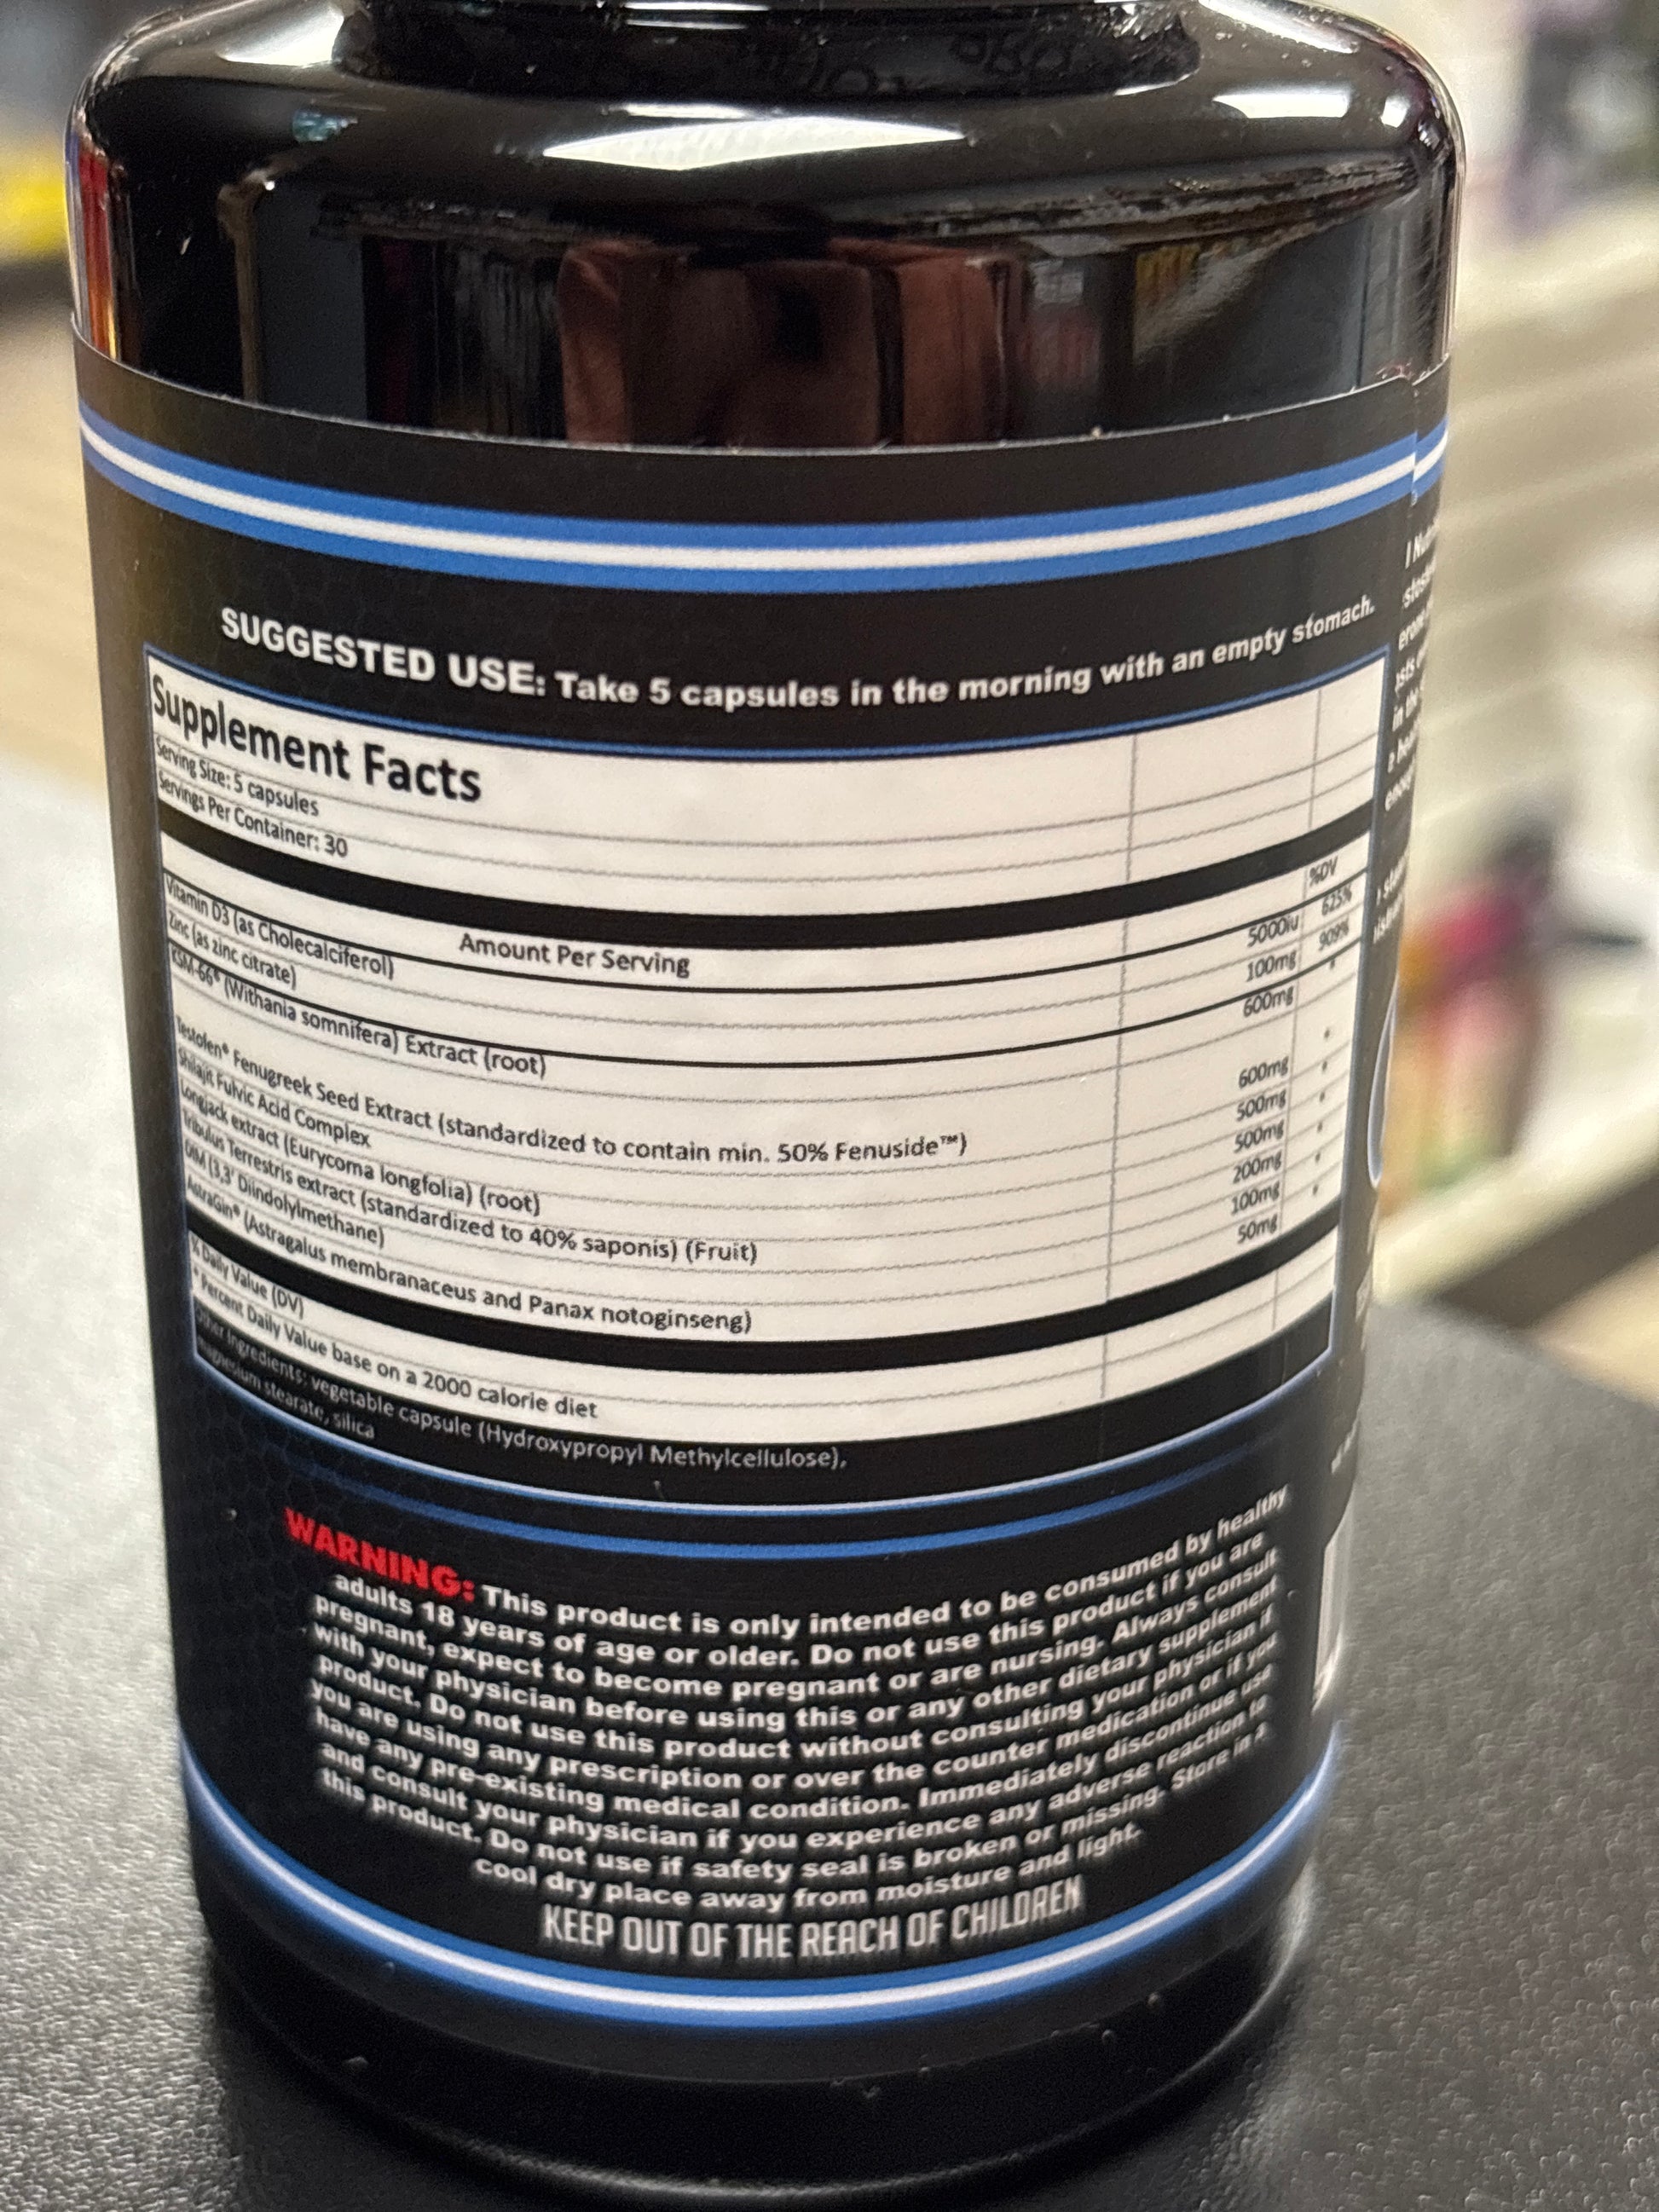 SUGGESTED USE: Take 5 capsules in the morning with an empty stomach.
Supplement Facts
Serving Size: 5 capsules
Servings Per Container: 30
Amount Per Serving %DV
Vitamin D3 (as Cholecalciferol) 5000iu 625%
Zinc (as zinc citrate) 100mg 909%
KSM-66® (Withania somnifera) Extract (root) 600mg *
Testofen® Fenugreek Seed Extract (standardized to contain min. 50% Fenuside™) 600mg *
Shilajit Fulvic Acid Complex 500mg *
Longjack extract (Eurycoma longfolia) (root) 500mg *
Tribulus Terrestris extract (standardized to 40% saponis) (Fruit) 200mg *
DIM (3,3' Diindolylmethane) 100mg *
AstraGin® (Astragalus membranaceus and Panax notoginseng) 50mg *
% Daily Value (DV)
* Percent Daily Value base on a 2000 calorie diet
Other Ingredients: vegetable capsule (Hydroxypropyl Methylcellulose),
magnesium stearate, silica
WARNING: This product is only intended to be consumed by healthy
adults 18 years of age or older. Do not use this product if you are
pregnant, expect to become pregnant or are nursing. Always consult
with your physician before using this or any other dietary supplement
product. Do not use this product without consulting your physician if
you are using any prescription or over the counter medication or if you
have any pre-existing medical condition. Immediately discontinue use
and consult your physician if you experience any adverse reaction to
this product. Do not use if safety seal is broken or missing. Store in a
cool dry place away from moisture and light.
KEEP OUT OF THE REACH OF CHILDREN